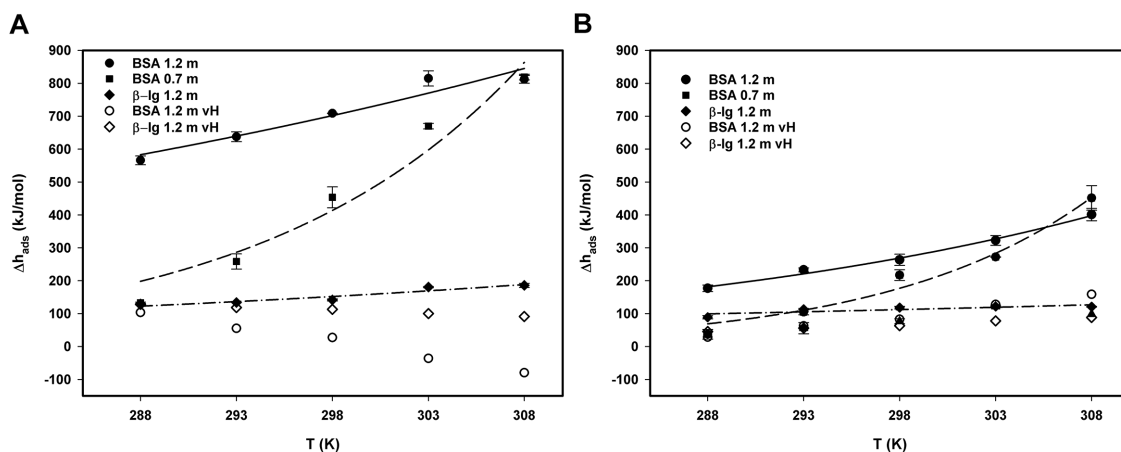 A
Δh_ads (kJ/mol)
900
800
700
600
500
400
300
200
100
0
-100
BSA 1.2 m
BSA 0.7 m
β–lg 1.2 m
BSA 1.2 m vH
β–lg 1.2 m vH
288 293 298 303 308
T (K)
B
Δh_ads (kJ/mol)
900
800
700
600
500
400
300
200
100
0
-100
BSA 1.2 m
BSA 0.7 m
β-lg 1.2 m
BSA 1.2 m vH
β-lg 1.2 m vH
288 293 298 303 308
T (K)